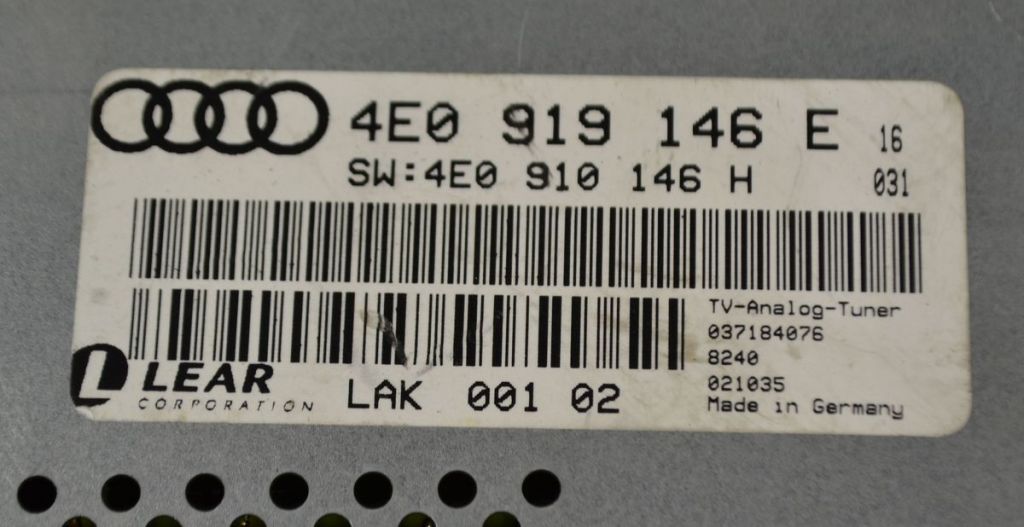 4E0 919 146 E 16
SW:4E0 910 146 H 031
TV-Analog-Tuner
037184076
8240
021035
Made in Germany
L LEAR
CORPORATION
LAK 001 02